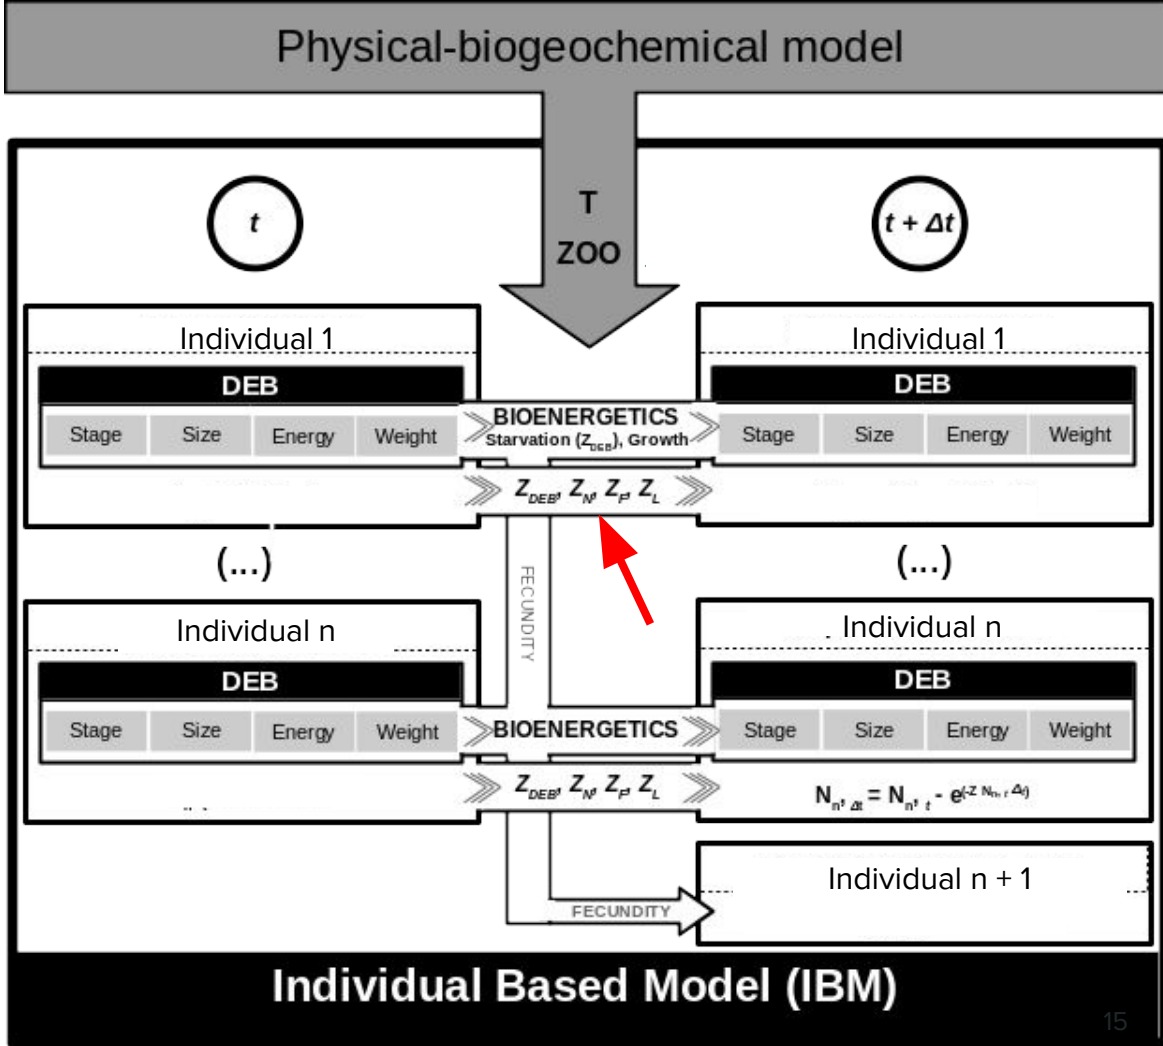 Physical-biogeochemical model
T
ZOO
t
t + Δt
Individual 1
DEB
Stage Size Energy Weight
BIOENERGETICS
Starvation (Z_DEB), Growth
Z_DEB, Z_N, Z_F, Z_L
Individual 1
DEB
Stage Size Energy Weight
(...)
(...)
FECUNDITY
Individual n
DEB
Stage Size Energy Weight
BIOENERGETICS
Z_DEB, Z_N, Z_F, Z_L
Individual n
DEB
Stage Size Energy Weight
N_n, Δt = N_n, t - e^(-Z N_n, t Δt)
Individual n + 1
FECUNDITY
Individual Based Model (IBM)
15